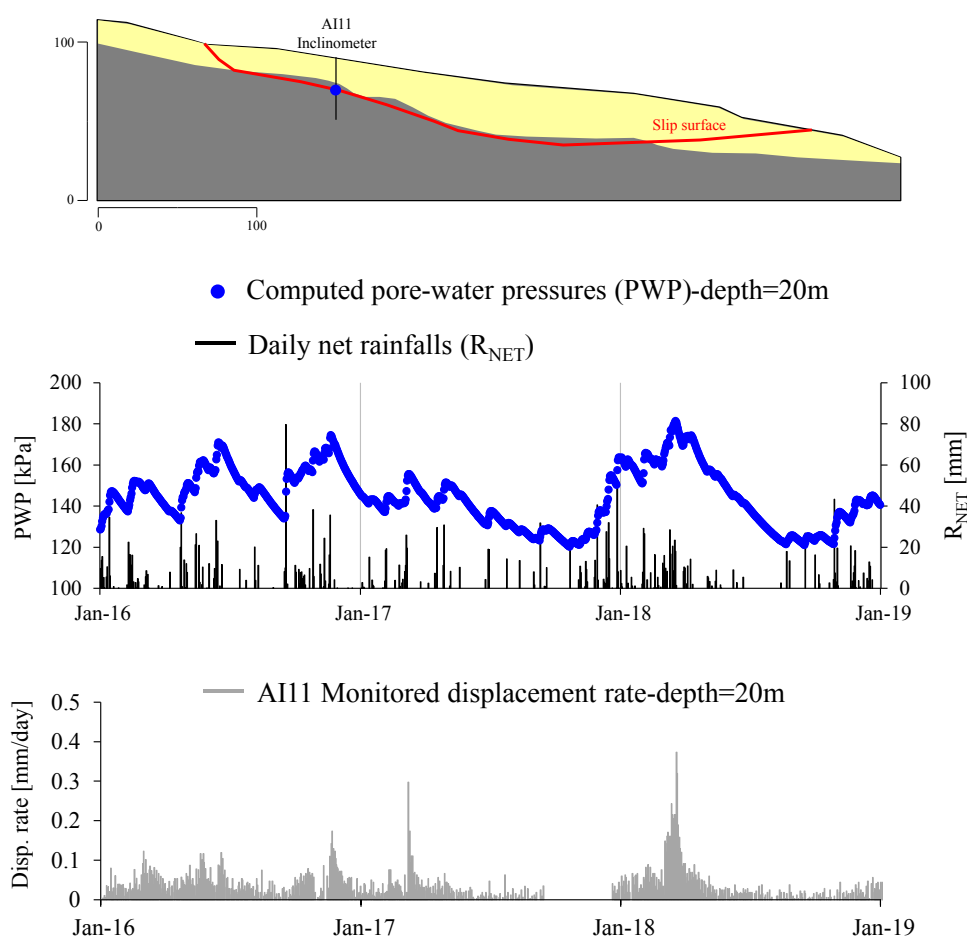 AI11
Inclinometer
100
Slip surface
0
0
100
Computed pore-water pressures (PWP)-depth=20m
Daily net rainfalls (RNET)
200
180
160
140
120
100
PWP [kPa]
100
80
60
40
20
0
RNET [mm]
Jan-16
Jan-17
Jan-18
Jan-19
AI11 Monitored displacement rate-depth=20m
0.5
0.4
0.3
0.2
0.1
0
Disp. rate [mm/day]
Jan-16
Jan-17
Jan-18
Jan-19